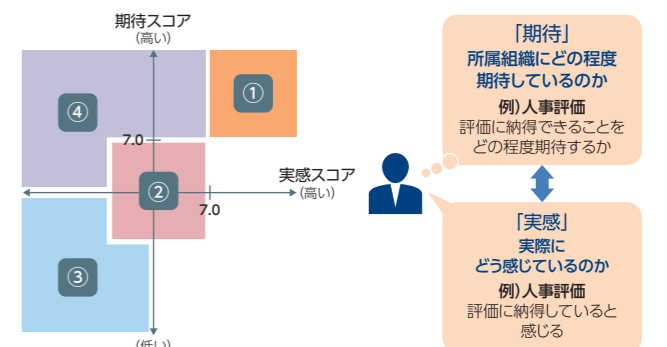 期待スコア
(高い)
①
④
7.0
②
実感スコア
(高い)
7.0
③
(低い)
「期待」
所属組織にどの程度
期待しているのか
例)人事評価
評価に納得できることを
どの程度期待するか
「実感」
実際に
どう感じているのか
例)人事評価
評価に納得していると
感じる